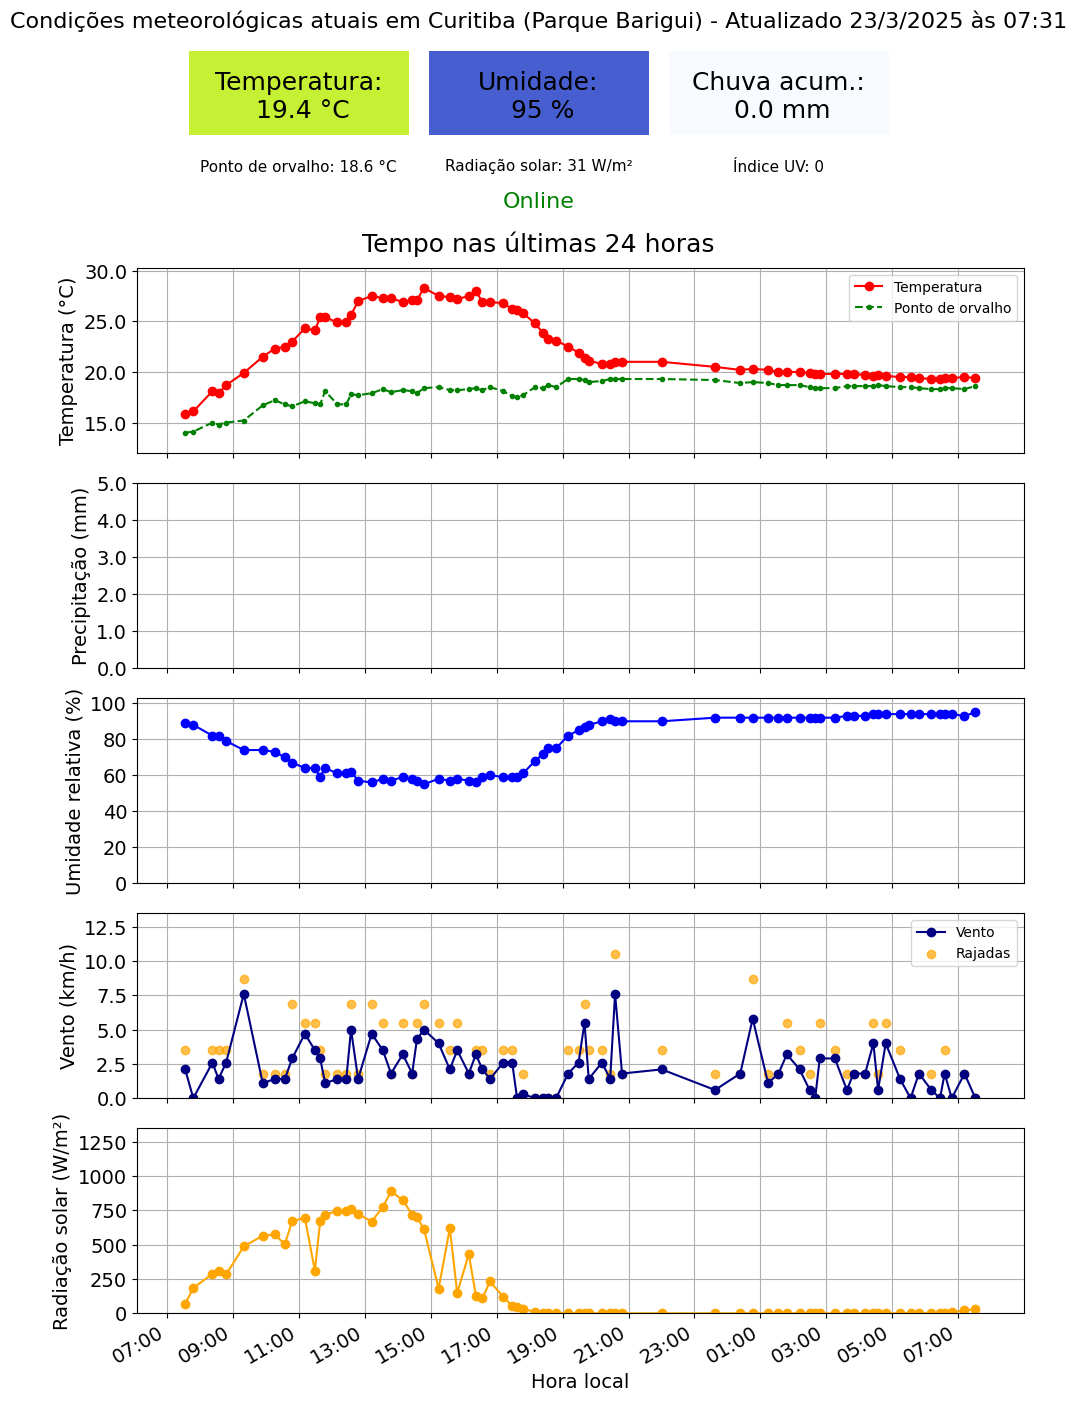 Condições meteorológicas atuais em Curitiba (Parque Barigui) - Atualizado 23/3/2025 às 07:31
Temperatura:
19.4 °C
Umidade:
95 %
Chuva acum.:
0.0 mm
Ponto de orvalho: 18.6 °C
Radiação solar: 31 W/m²
Índice UV: 0
Online
Tempo nas últimas 24 horas
Temperatura (°C)
30.0
25.0
20.0
15.0
Temperatura
Ponto de orvalho
Precipitação (mm)
5.0
4.0
3.0
2.0
1.0
0.0
Umidade relativa (%)
100
80
60
40
20
0
Vento (km/h)
12.5
10.0
7.5
5.0
2.5
0.0
Vento
Rajadas
Radiação solar (W/m²)
1250
1000
750
500
250
0
07:00 09:00 11:00 13:00 15:00 17:00 19:00 21:00 23:00 01:00 03:00 05:00 07:00
Hora local